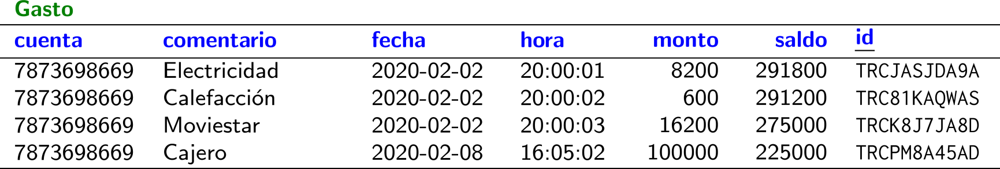 Gasto
cuenta comentario fecha hora monto saldo id
7873698669 Electricidad 2020-02-02 20:00:01 8200 291800 TRCJASJDA9A
7873698669 Calefacción 2020-02-02 20:00:02 600 291200 TRC81KAQWAS
7873698669 Moviestar 2020-02-02 20:00:03 16200 275000 TRCK8J7JA8D
7873698669 Cajero 2020-02-08 16:05:02 100000 225000 TRCPM8A45AD